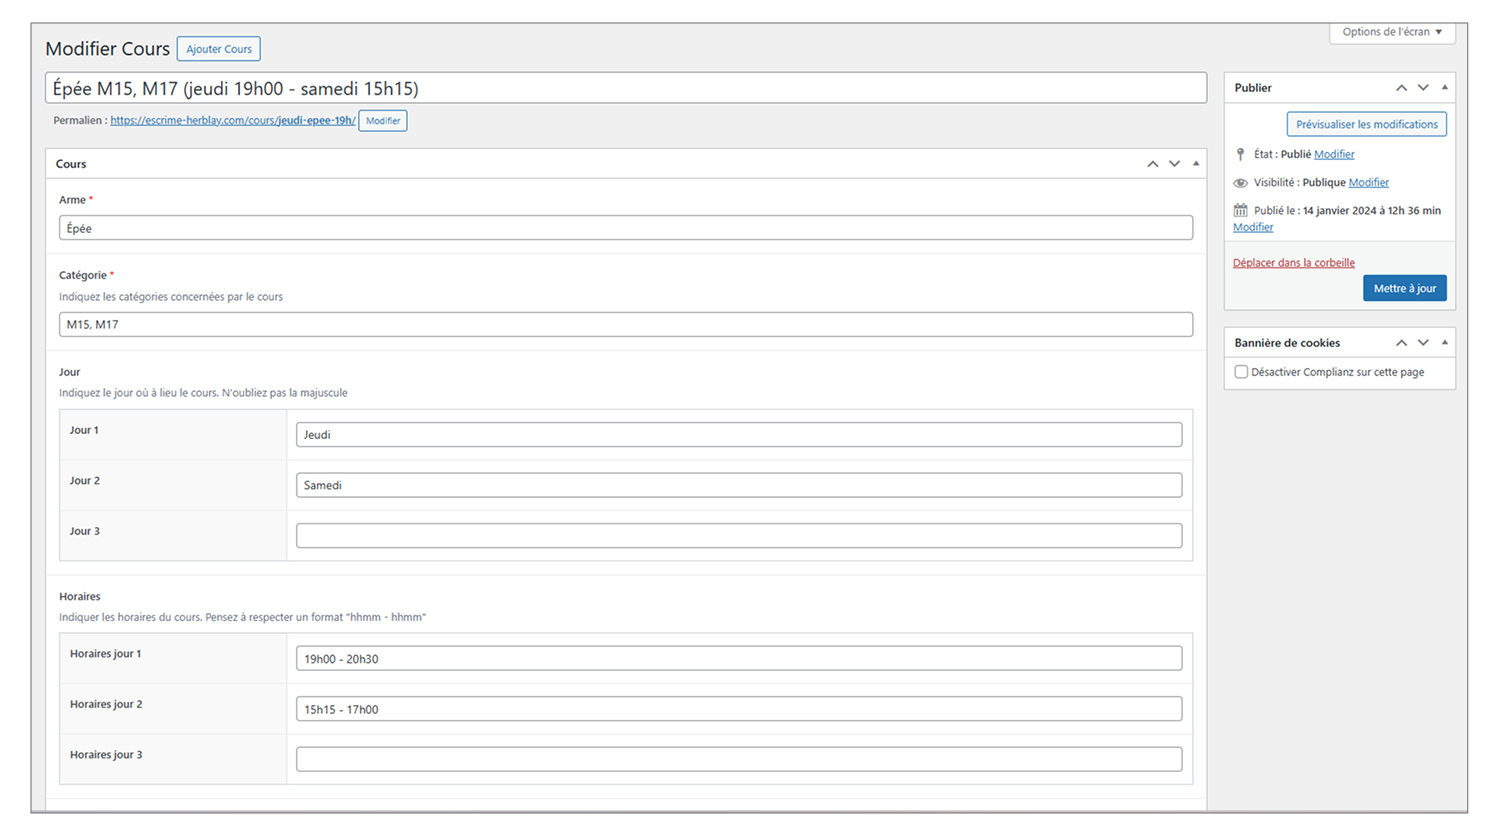 Options de l'écran ▼
Modifier Cours Ajouter Cours
Épée M15, M17 (jeudi 19h00 - samedi 15h15)
Permalien : https://escrime-herblay.com/cours/jeudi-epee-19h/ Modifier
Cours
Arme *
Épée
Catégorie *
Indiquez les catégories concernées par le cours
M15, M17
Jour
Indiquez le jour où à lieu le cours. N'oubliez pas la majuscule
Jour 1
Jeudi
Jour 2
Samedi
Jour 3
Horaires
Indiquer les horaires du cours. Pensez à respecter un format "hhmm - hhmm"
Horaires jour 1
19h00 - 20h30
Horaires jour 2
15h15 - 17h00
Horaires jour 3
Publier
Prévisualiser les modifications
État : Publié Modifier
Visibilité : Publique Modifier
Publié le : 14 janvier 2024 à 12h 36 min
Modifier
Déplacer dans la corbeille
Mettre à jour
Bannière de cookies
Désactiver Complianz sur cette page